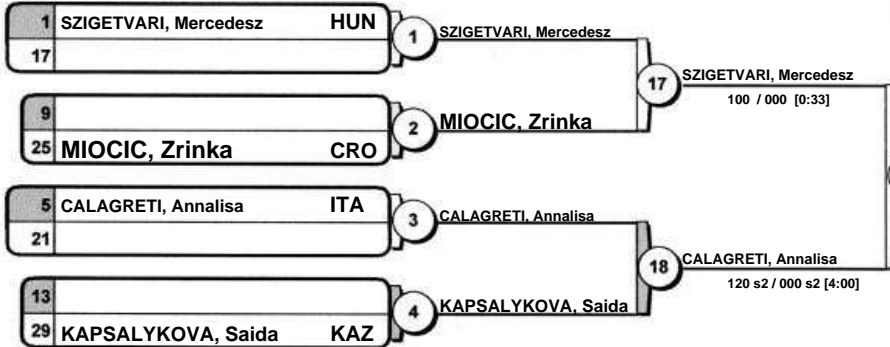 1 SZIGETVARI, Mercedesz HUN
17
1 SZIGETVARI, Mercedesz
9
25 MIOCIC, Zrinka CRO
2 MIOCIC, Zrinka
17 SZIGETVARI, Mercedesz
100 / 000 [0:33]
5 CALAGRETI, Annalisa ITA
21
3 CALAGRETI, Annalisa
13
29 KAPSALYKOVA, Saida KAZ
4 KAPSALYKOVA, Saida
18 CALAGRETI, Annalisa
120 s2 / 000 s2 [4:00]